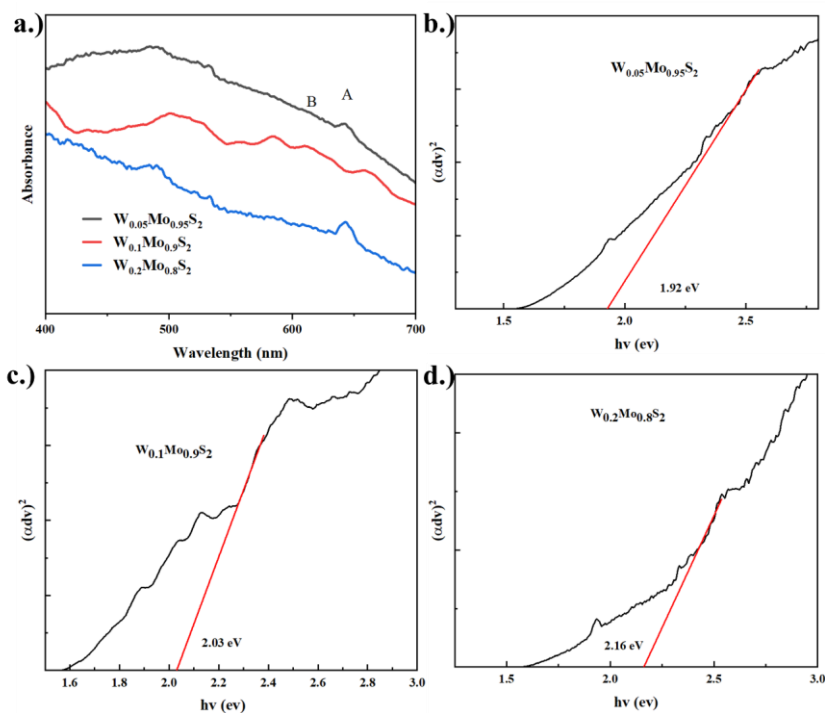 a.)
B
A
Absorbance
W₀.₀₅Mo₀.₉₅S₂
W₀.₁Mo₀.₉S₂
W₀.₂Mo₀.₈S₂
400
500
600
700
Wavelength (nm)
b.)
W₀.₀₅Mo₀.₉₅S₂
(αdv)²
1.92 eV
1.5
2.0
2.5
hv (ev)
c.)
W₀.₁Mo₀.₉S₂
(αdv)²
2.03 eV
1.6
1.8
2.0
2.2
2.4
2.6
2.8
3.0
hv (ev)
d.)
W₀.₂Mo₀.₈S₂
(αdv)²
2.16 eV
1.5
2.0
2.5
3.0
hv (ev)